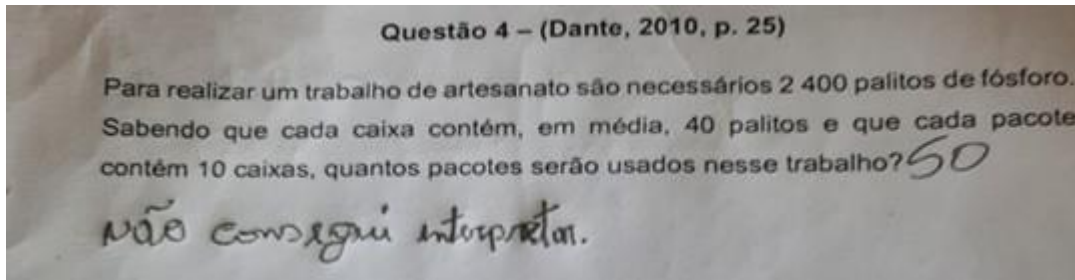 Questão 4 – (Dante, 2010, p. 25)
Para realizar um trabalho de artesanato são necessários 2 400 palitos de fósforo.
Sabendo que cada caixa contém, em média, 40 palitos e que cada pacote
contém 10 caixas, quantos pacotes serão usados nesse trabalho? 50
Não consegui interpretar.